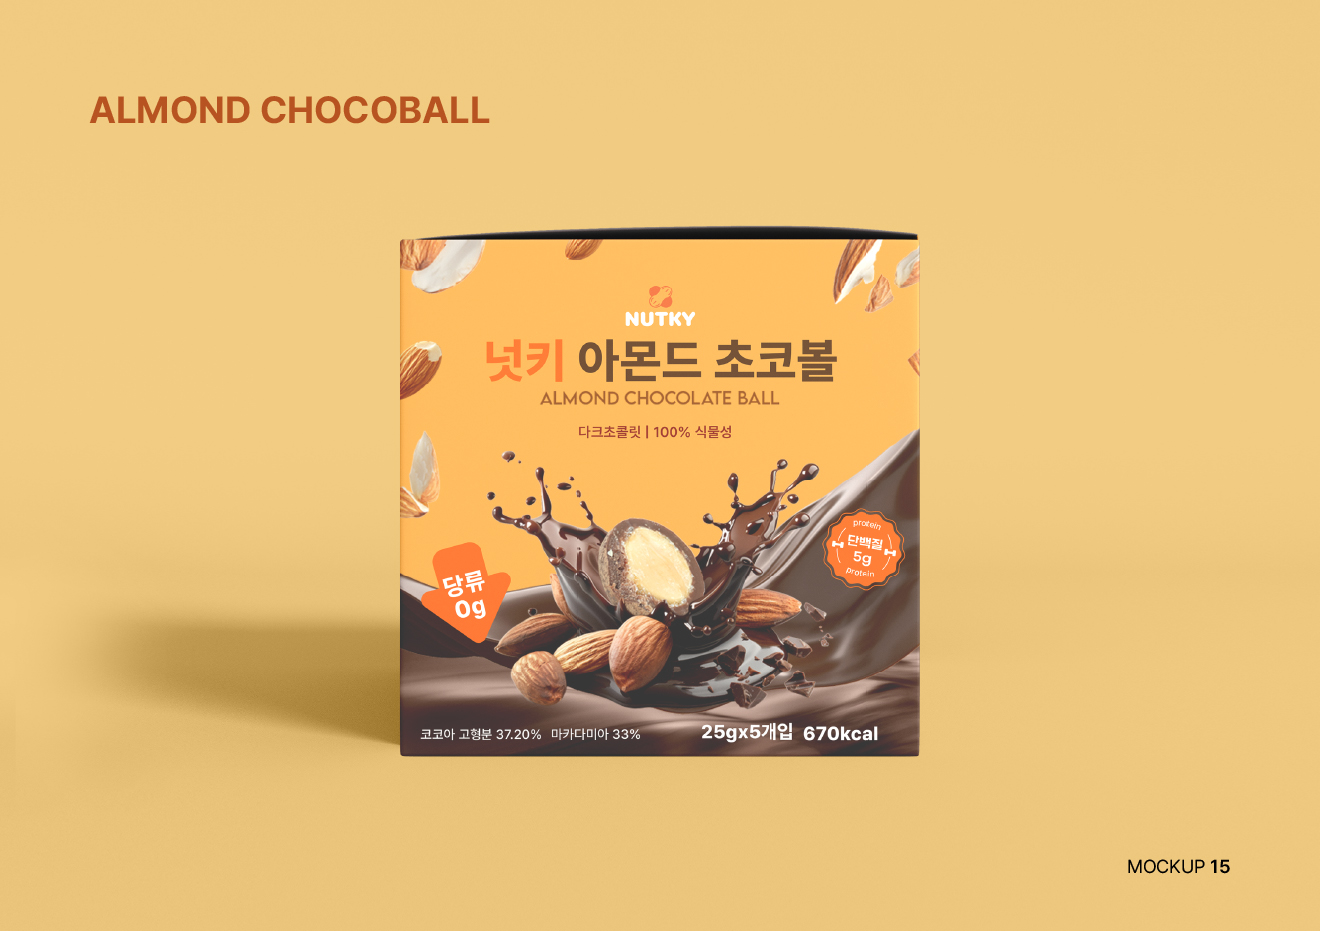 ALMOND CHOCOBALL
NUTKY
넛키 아몬드 초코볼
ALMOND CHOCOLATE BALL
다크초콜릿 | 100% 식물성
protein
단백질
5g
protein
당류
0g
코코아 고형분 37.20% 마카다미아 33%
25gx5개입 670kcal
MOCKUP 15